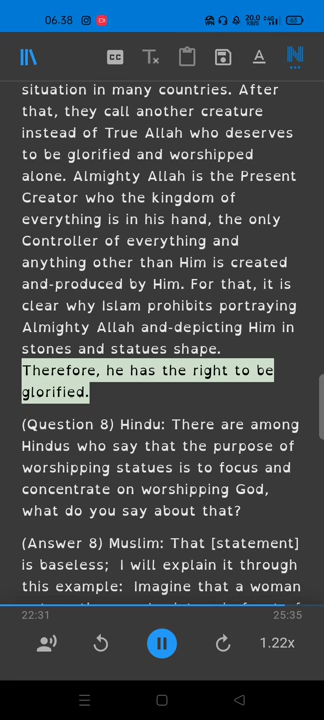 06.38
CC
T×
A
N
situation in many countries. After
that, they call another creature
instead of True Allah who deserves
to be glorified and worshipped
alone. Almighty Allah is the Present
Creator who the kingdom of
everything is in his hand, the only
Controller of everything and
anything other than Him is created
and-produced by Him. For that, it is
clear why Islam prohibits portraying
Almighty Allah and-depicting Him in
stones and statues shape.
Therefore, he has the right to be
glorified.
(Question 8) Hindu: There are among
Hindus who say that the purpose of
worshipping statues is to focus and
concentrate on worshipping God,
what do you say about that?
(Answer 8) Muslim: That [statement]
is baseless; I will explain it through
this example: Imagine that a woman
22:31 25:35
1.22x